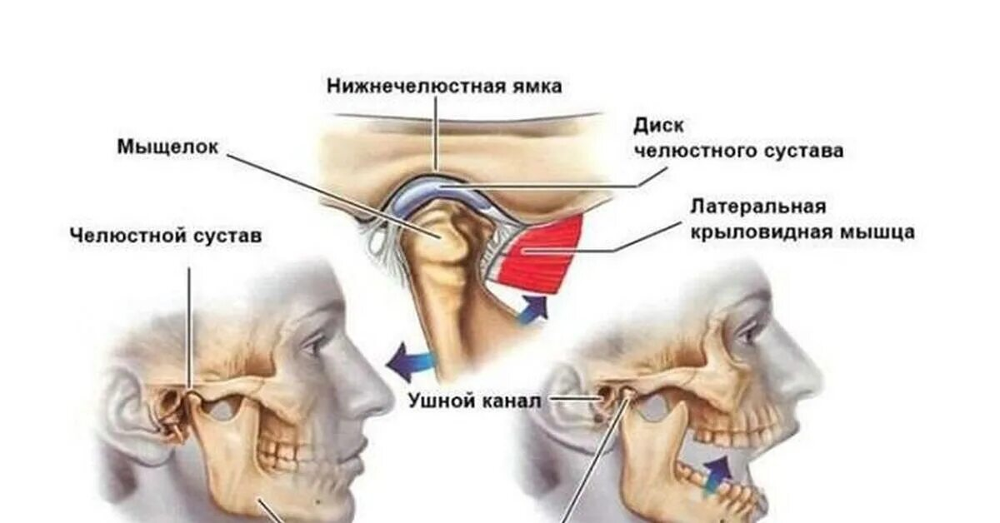 Нижнечелюстная ямка
Мыщелок
Диск
челюстного сустава
Латеральная
крыловидная мышца
Челюстной сустав
Ушной канал